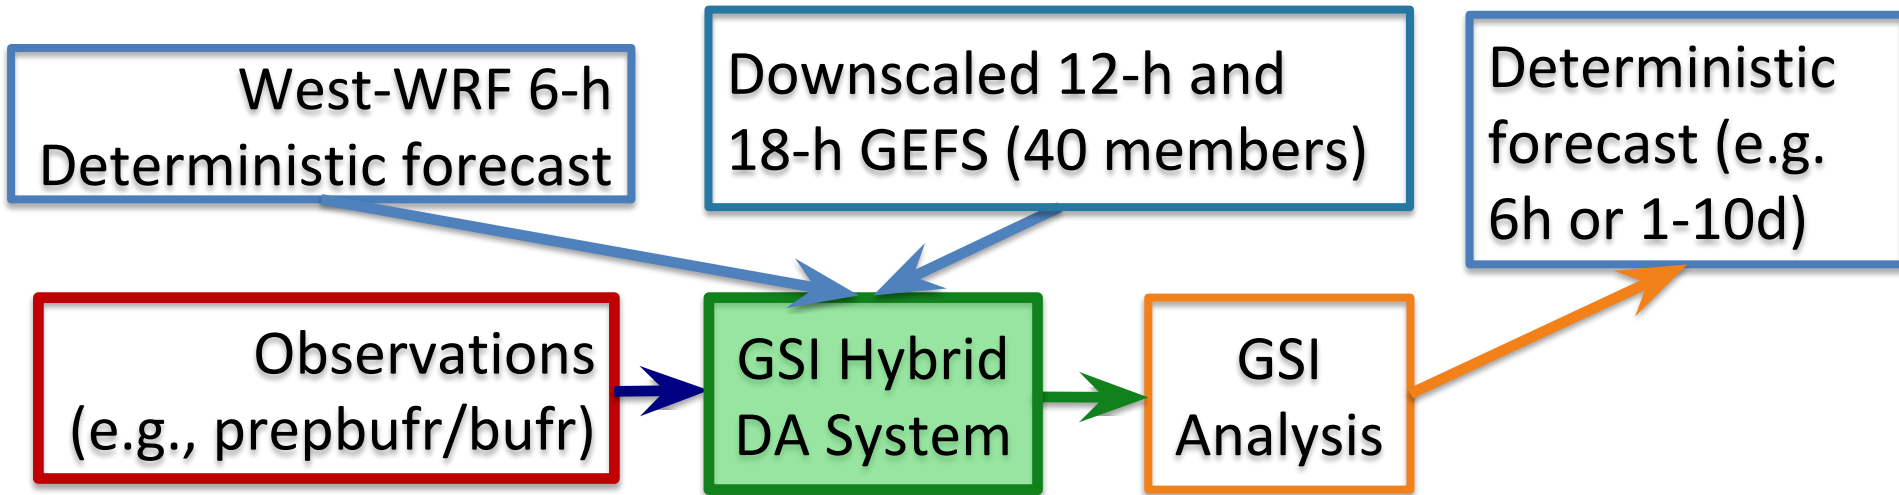 West-WRF 6-h
Deterministic forecast
Downscaled 12-h and
18-h GEFS (40 members)
Deterministic
forecast (e.g.
6h or 1-10d)
Observations
(e.g., prepbufr/bufr)
GSI Hybrid
DA System
GSI
Analysis